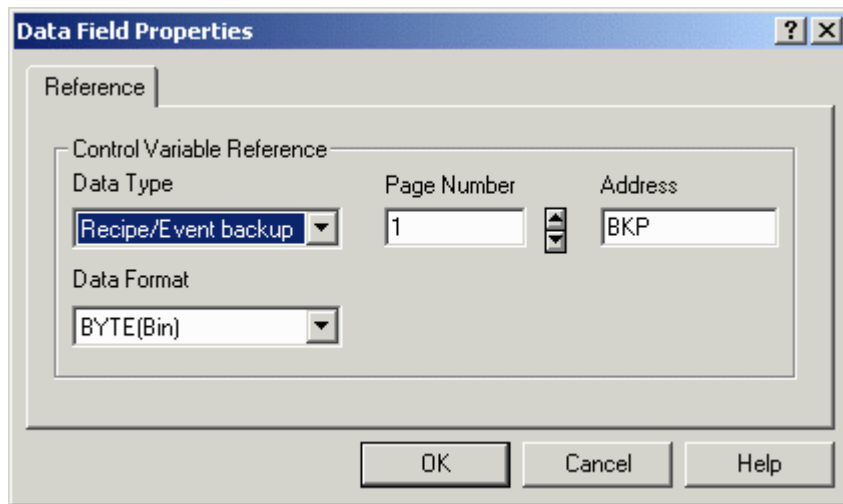 Data Field Properties
Reference
Control Variable Reference
Data Type Page Number Address
Recipe/Event backup 1 BKP
Data Format
BYTE(Bin)
OK Cancel Help